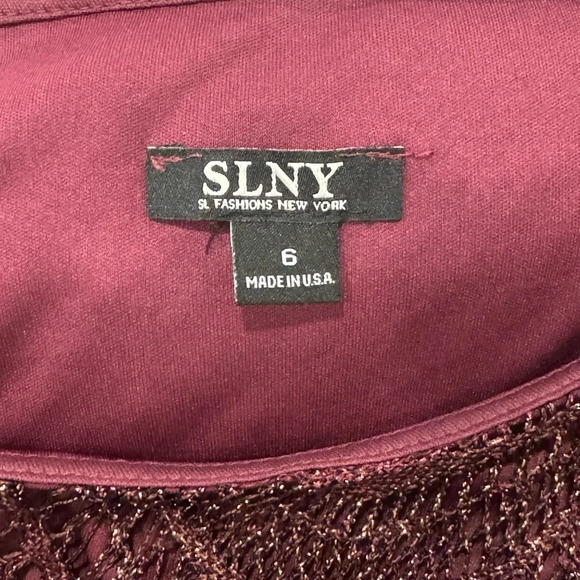 SLNY
SL FASHIONS NEW YORK
6
MADE IN U.S.A.